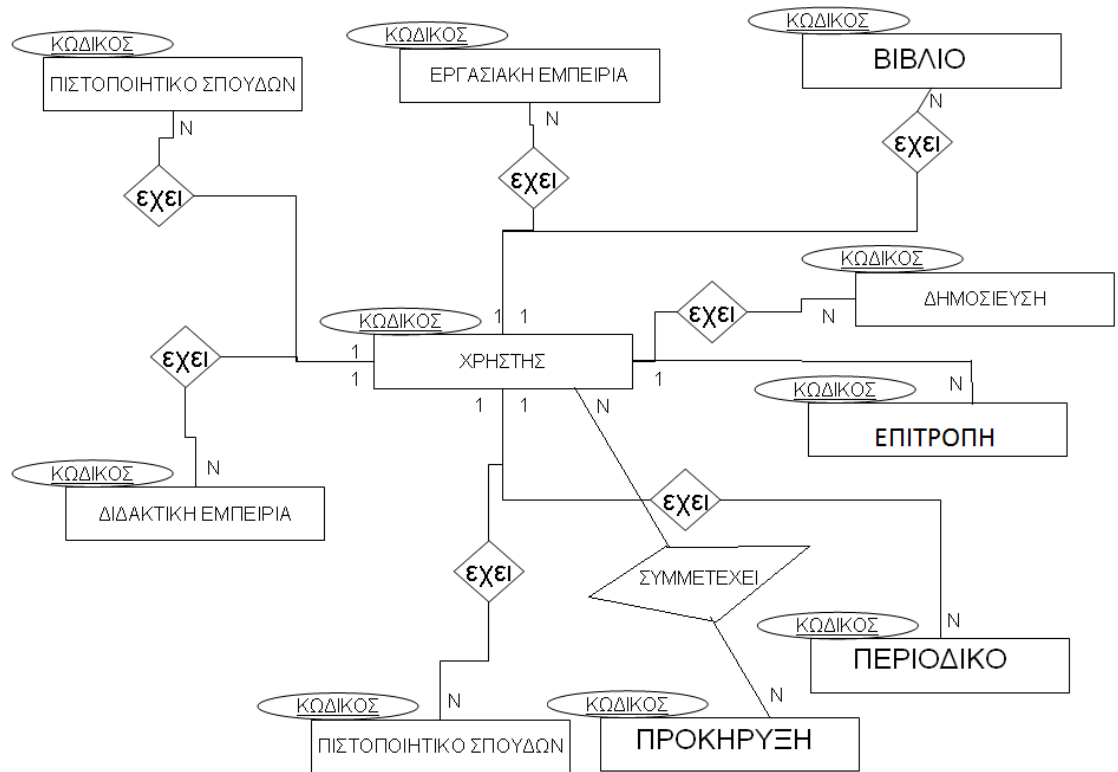 ΚΩΔΙΚΟΣ
ΚΩΔΙΚΟΣ
ΚΩΔΙΚΟΣ
ΠΙΣΤΟΠΟΙΗΤΙΚΟ ΣΠΟΥΔΩΝ
ΕΡΓΑΣΙΑΚΗ ΕΜΠΕΙΡΙΑ
ΒΙΒΛΙΟ
N
N
N
εχει
εχει
εχει
ΚΩΔΙΚΟΣ
ΔΗΜΟΣΙΕΥΣΗ
εχει
N
ΚΩΔΙΚΟΣ
1
1
1
ΧΡΗΣΤΗΣ
εχει
1
1
1
1
N
N
ΚΩΔΙΚΟΣ
ΕΠΙΤΡΟΠΗ
ΚΩΔΙΚΟΣ
N
ΔΙΔΑΚΤΙΚΗ ΕΜΠΕΙΡΙΑ
εχει
εχει
ΣΥΜΜΕΤΕΧΕΙ
ΚΩΔΙΚΟΣ
N
ΠΕΡΙΟΔΙΚΟ
ΚΩΔΙΚΟΣ
N
ΚΩΔΙΚΟΣ
N
ΠΙΣΤΟΠΟΙΗΤΙΚΟ ΣΠΟΥΔΩΝ
ΠΡΟΚΗΡΥΞΗ